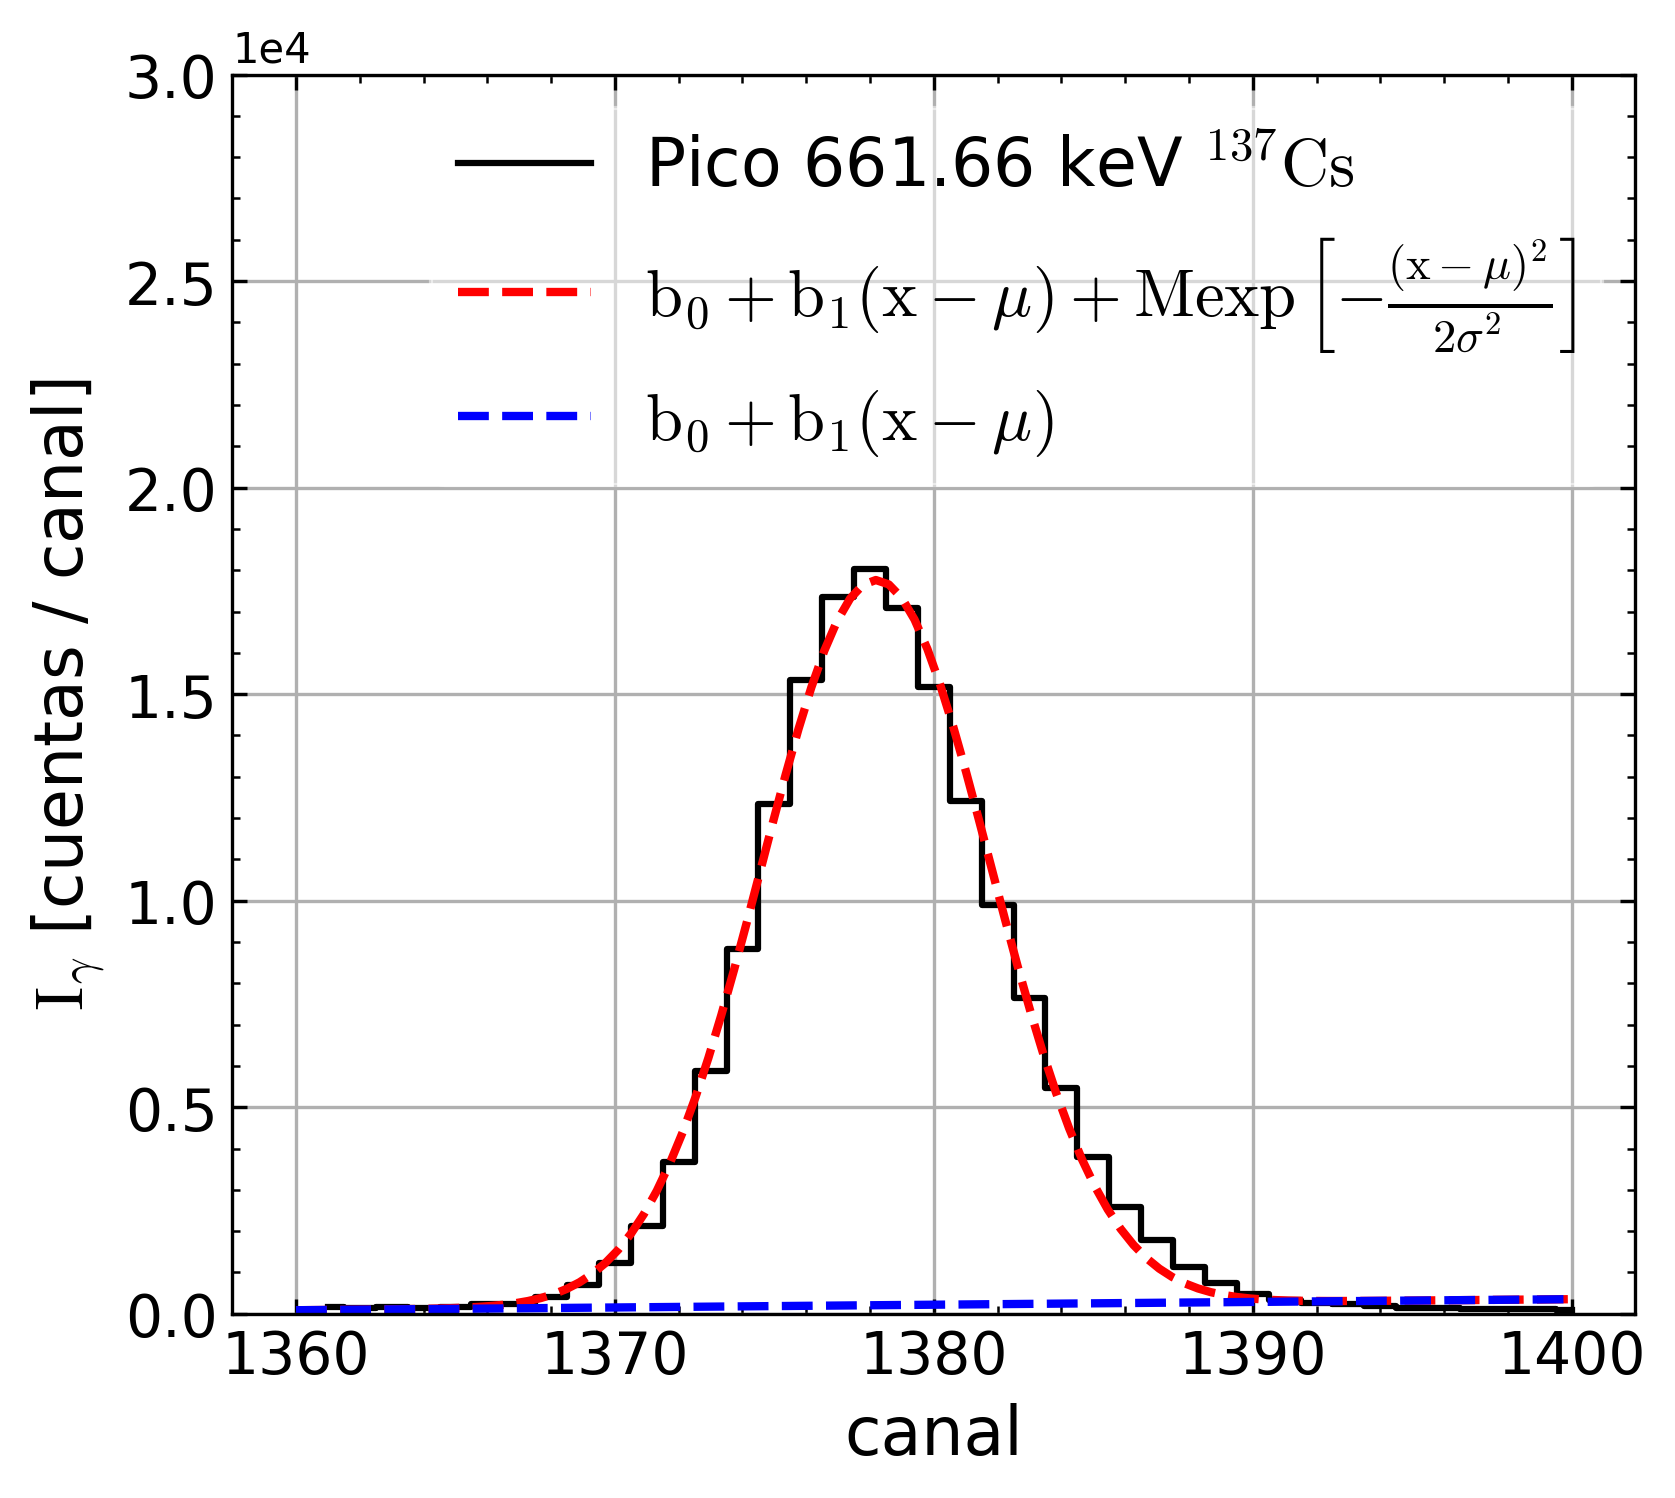 1e4
3.0
2.5
2.0
1.5
1.0
0.5
0.0
I_γ [cuentas / canal]
Pico 661.66 keV ¹³⁷Cs
b₀ + b₁(x − μ) + Mexp [−(x − μ)²/2σ²]
b₀ + b₁(x − μ)
1360 1370 1380 1390 1400
canal